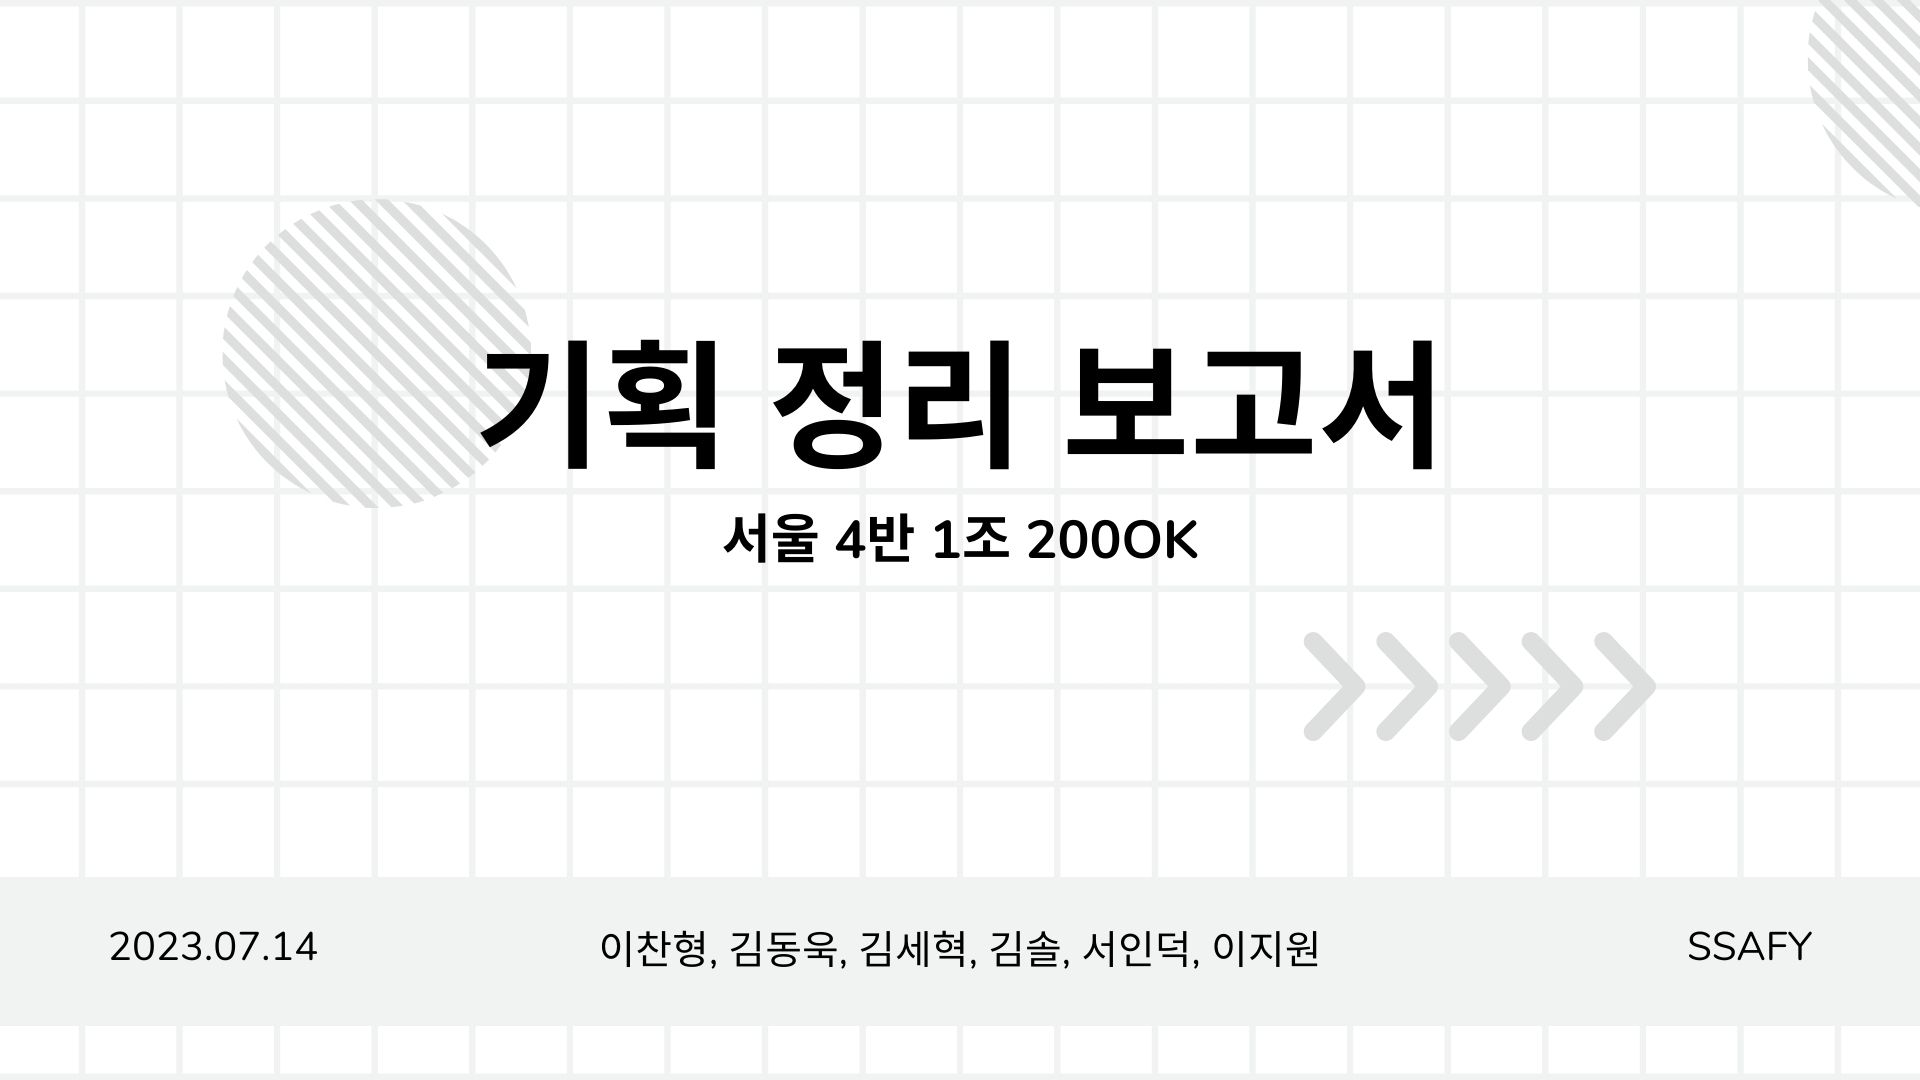 기획 정리 보고서
서울 4반 1조 200OK
2023.07.14
이찬형, 김동욱, 김세혁, 김솔, 서인덕, 이지원
SSAFY